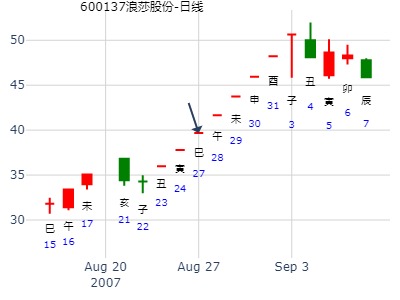 600137浪莎股份-日线
50
45
40
35
30
巳
15
午
16
未
17
亥
21
子
22
丑
23
寅
24
巳
27
午
28
未
29
申
30
酉
31
子
3
丑
4
寅
5
卯
6
辰
7
Aug 20
2007
Aug 27
Sep 3